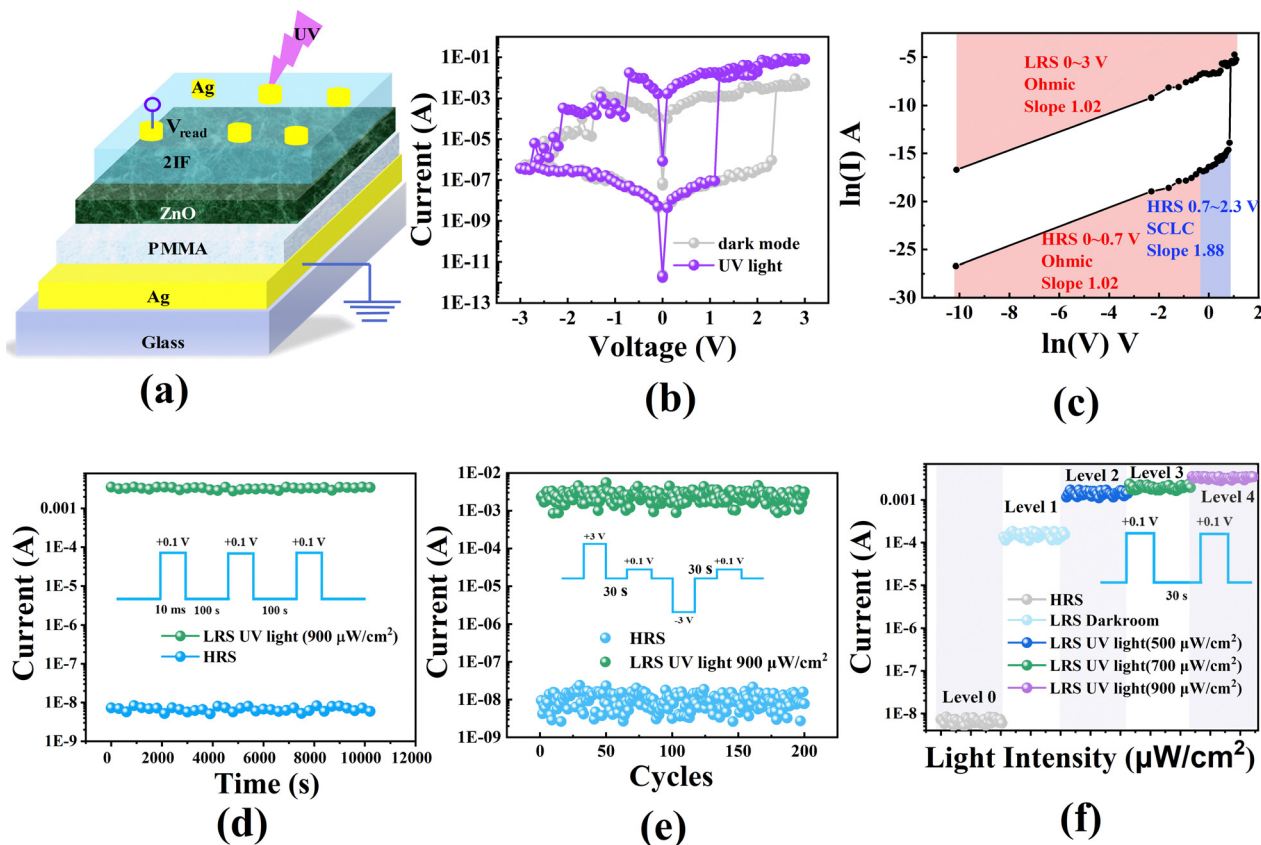 UV
Ag
Vread
2IF
ZnO
PMMA
Ag
Glass
(a)
Current (A)
1E-01
1E-03
1E-05
1E-07
1E-09
1E-11
1E-13
dark mode
UV light
-3 -2 -1 0 1 2 3
Voltage (V)
(b)
ln(I) A
-5
-10
-15
-20
-25
-30
LRS 0~3 V
Ohmic
Slope 1.02
HRS 0~0.7 V
Ohmic
Slope 1.02
HRS 0.7~2.3 V
SCLC
Slope 1.88
-10 -8 -6 -4 -2 0 2
ln(V) V
(c)
Current (A)
0.001
1E-4
1E-5
1E-6
1E-7
1E-8
1E-9
+0.1 V +0.1 V +0.1 V
10 ms 100 s 100 s
LRS UV light (900 μW/cm²)
HRS
0 2000 4000 6000 8000 10000 12000
Time (s)
(d)
Current (A)
1E-02
1E-03
1E-04
1E-05
1E-06
1E-07
1E-08
1E-09
+3 V
+0.1 V
30 s
+0.1 V
30 s
-3 V
HRS
LRS UV light 900 μW/cm²
0 50 100 150 200
Cycles
(e)
Current (A)
0.001
1E-4
1E-5
1E-6
1E-7
1E-8
Level 0
Level 1
Level 2
Level 3
Level 4
+0.1 V +0.1 V
30 s
HRS
LRS Darkroom
LRS UV light(500 μW/cm²)
LRS UV light(700 μW/cm²)
LRS UV light(900 μW/cm²)
Light Intensity (μW/cm²)
(f)